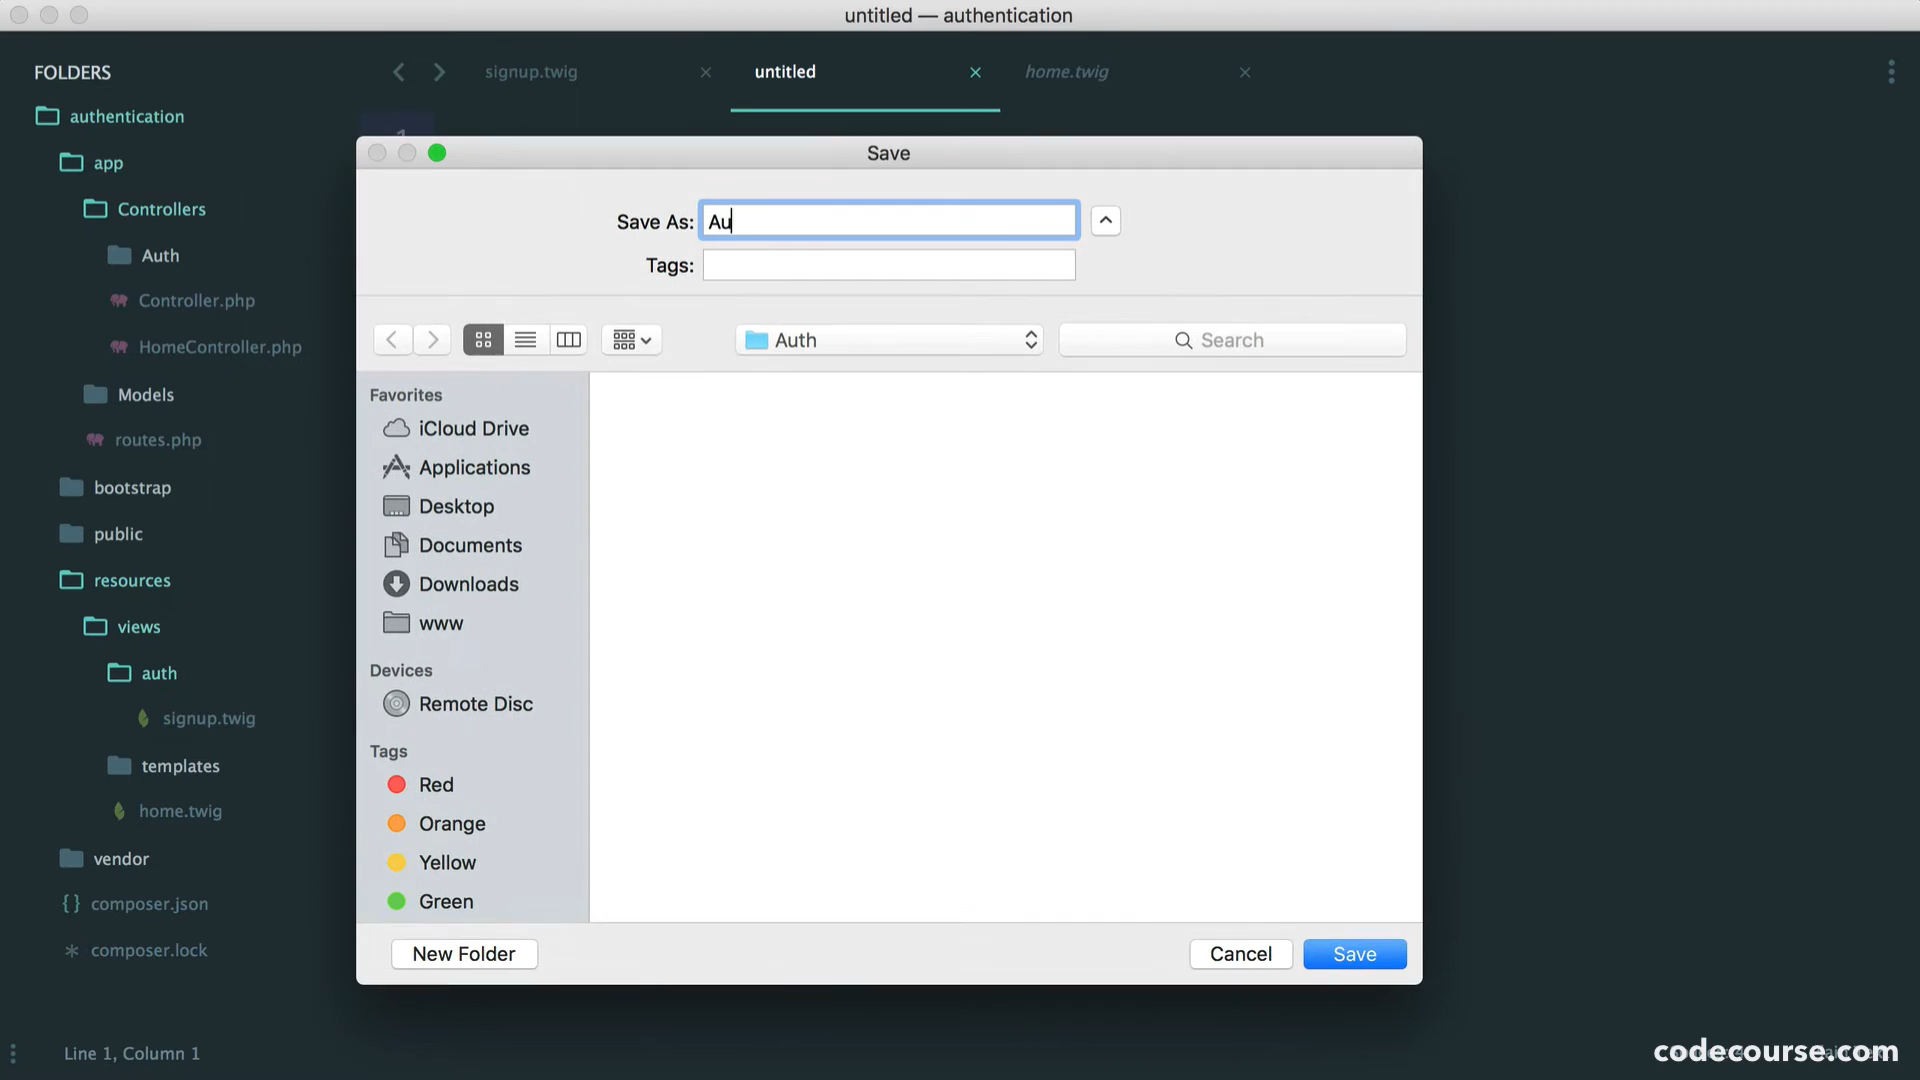 untitled — authentication
FOLDERS
authentication
app
Controllers
Auth
Controller.php
HomeController.php
Models
routes.php
bootstrap
public
resources
views
auth
signup.twig
templates
home.twig
vendor
{} composer.json
* composer.lock
signup.twig
untitled
home.twig
1
Save
Save As: Au
Tags:
Auth
Search
Favorites
iCloud Drive
Applications
Desktop
Documents
Downloads
www
Devices
Remote Disc
Tags
Red
Orange
Yellow
Green
New Folder
Cancel
Save
Line 1, Column 1
codecourse.com